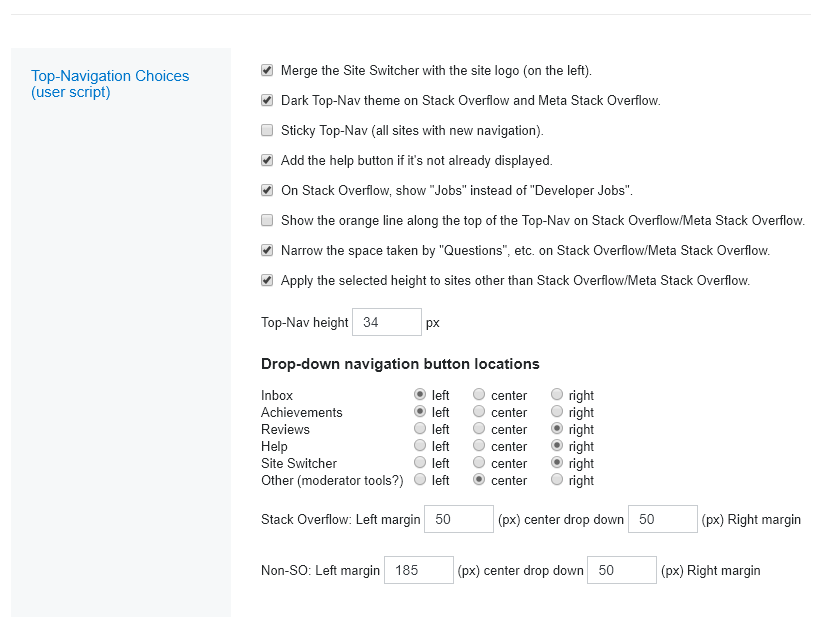 Top-Navigation Choices
(user script)
Merge the Site Switcher with the site logo (on the left).
Dark Top-Nav theme on Stack Overflow and Meta Stack Overflow.
Sticky Top-Nav (all sites with new navigation).
Add the help button if it's not already displayed.
On Stack Overflow, show "Jobs" instead of "Developer Jobs".
Show the orange line along the top of the Top-Nav on Stack Overflow/Meta Stack Overflow.
Narrow the space taken by "Questions", etc. on Stack Overflow/Meta Stack Overflow.
Apply the selected height to sites other than Stack Overflow/Meta Stack Overflow.
Top-Nav height 34 px
Drop-down navigation button locations
Inbox left center right
Achievements left center right
Reviews left center right
Help left center right
Site Switcher left center right
Other (moderator tools?) left center right
Stack Overflow: Left margin 50 (px) center drop down 50 (px) Right margin
Non-SO: Left margin 185 (px) center drop down 50 (px) Right margin